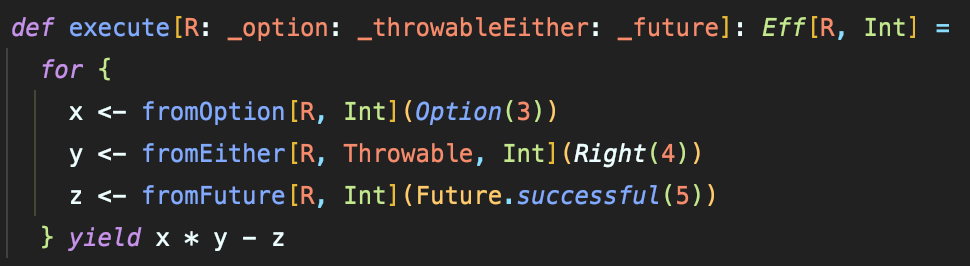 def execute[R: _option: _throwableEither: _future]: Eff[R, Int] =
  for {
    x <- fromOption[R, Int](Option(3))
    y <- fromEither[R, Throwable, Int](Right(4))
    z <- fromFuture[R, Int](Future.successful(5))
  } yield x * y - z